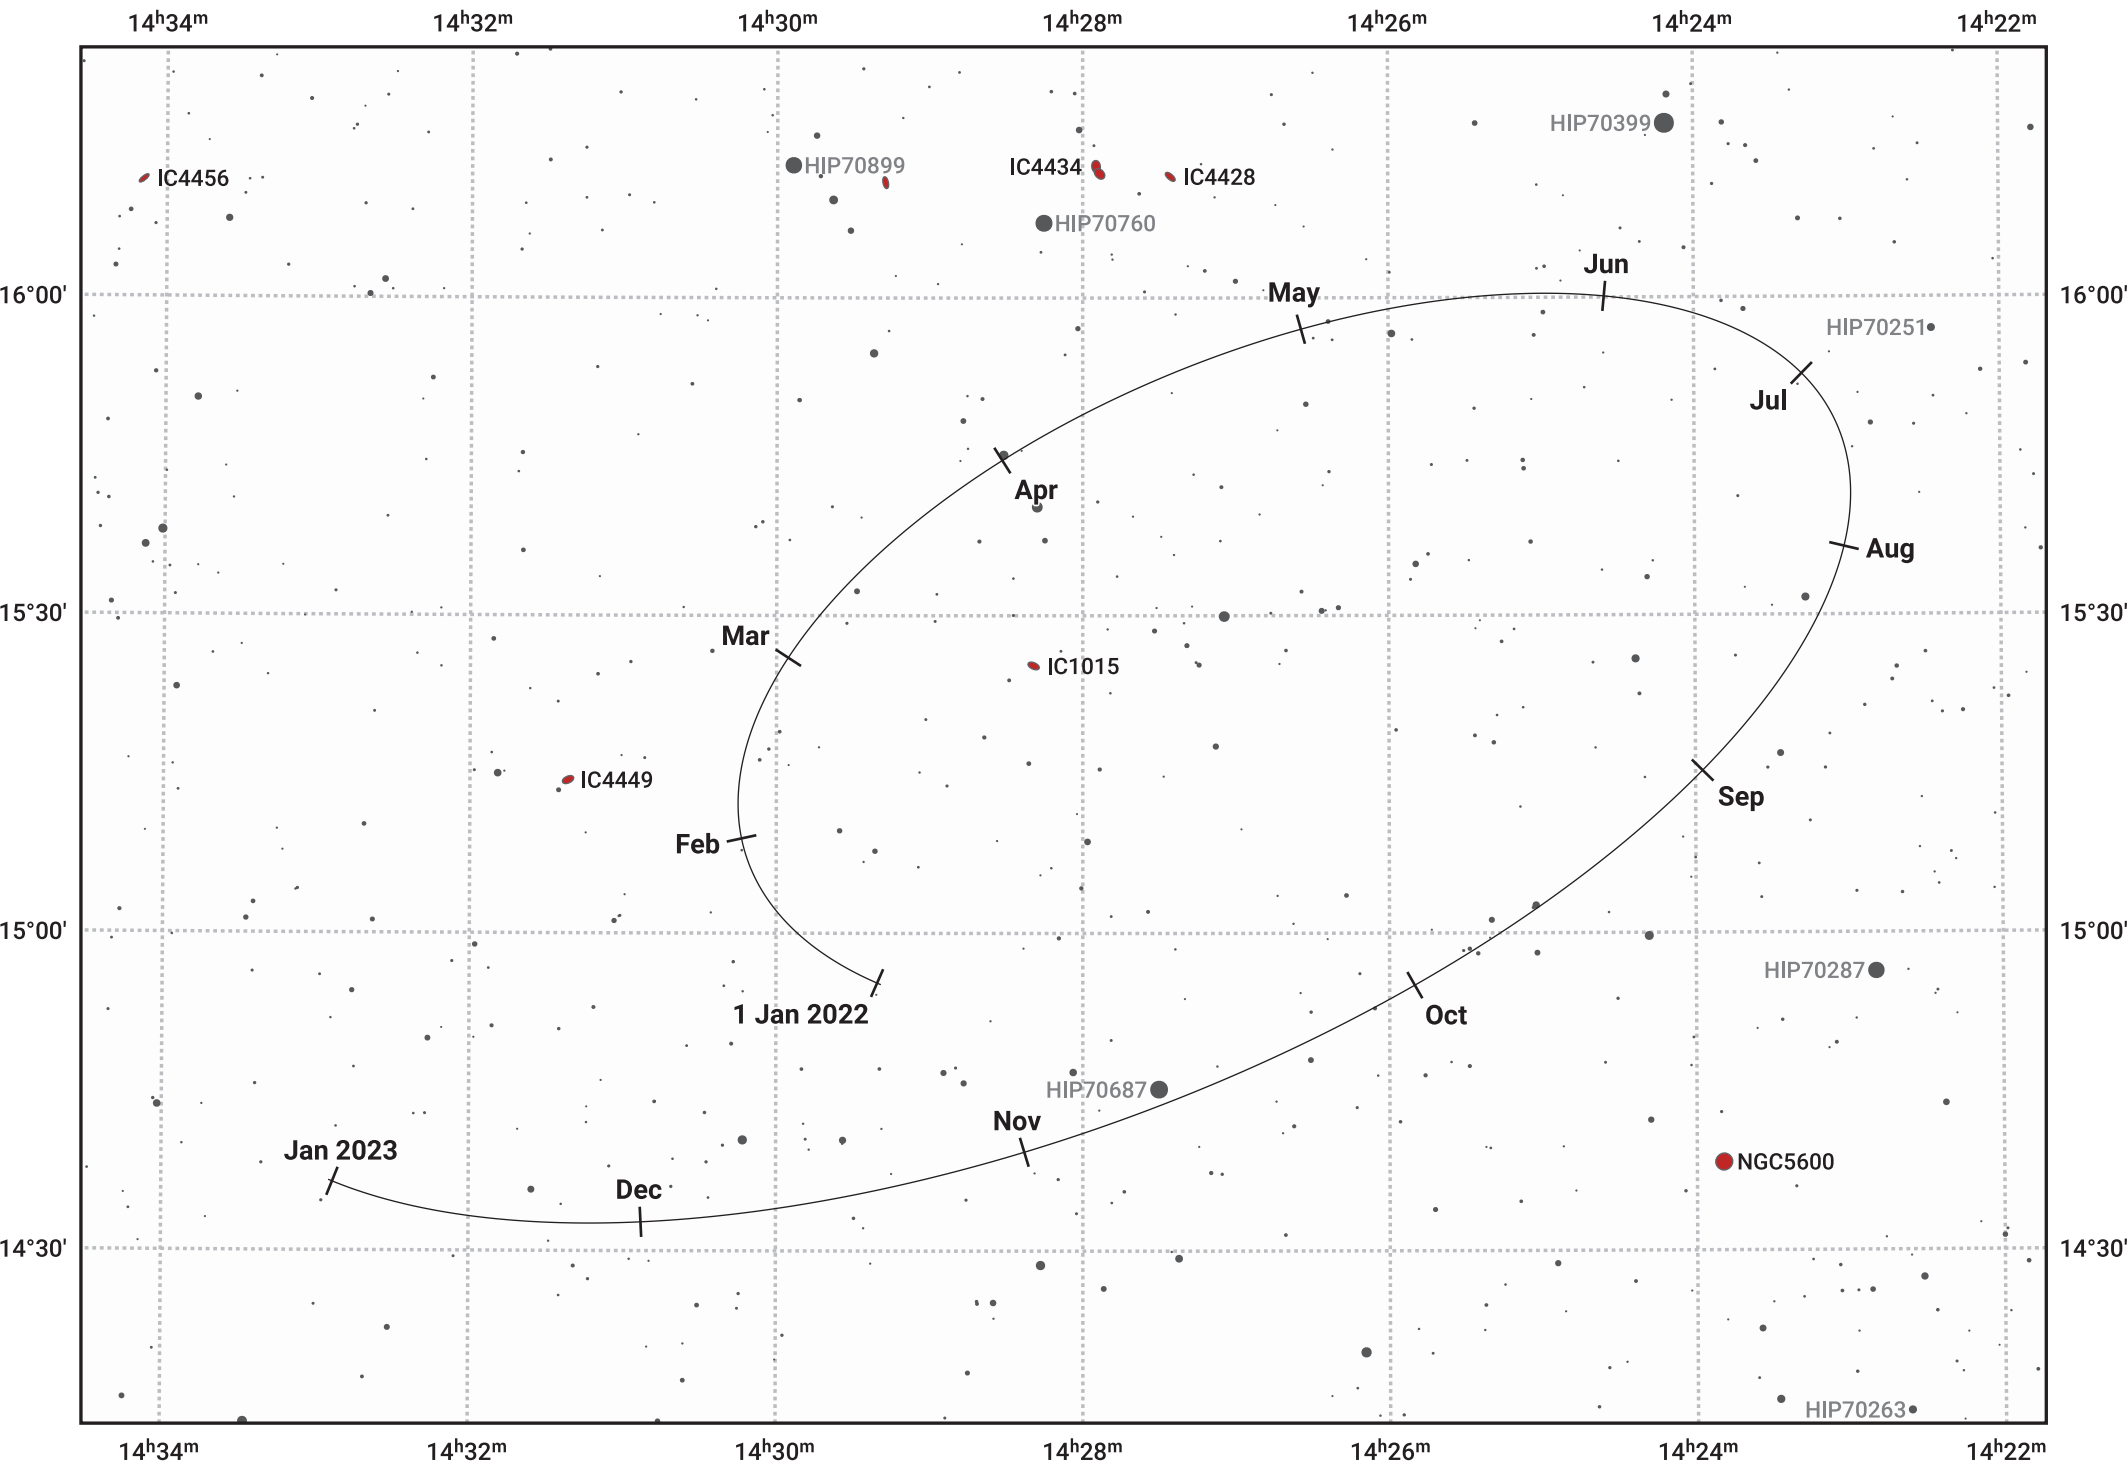 14ʰ34ᵐ 14ʰ32ᵐ 14ʰ30ᵐ 14ʰ28ᵐ 14ʰ26ᵐ 14ʰ24ᵐ 14ʰ22ᵐ
HIP70399
HIP70899
IC4434
IC4428
IC4456
HIP70760
Jun
May
16°00' 16°00'
HIP70251
Jul
Apr
Aug
15°30' 15°30'
Mar
IC1015
IC4449
Sep
Feb
15°00' 15°00'
HIP70287
1 Jan 2022
Oct
HIP70687
Nov
Jan 2023
NGC5600
Dec
14°30' 14°30'
HIP70263
14ʰ34ᵐ 14ʰ32ᵐ 14ʰ30ᵐ 14ʰ28ᵐ 14ʰ26ᵐ 14ʰ24ᵐ 14ʰ22ᵐ